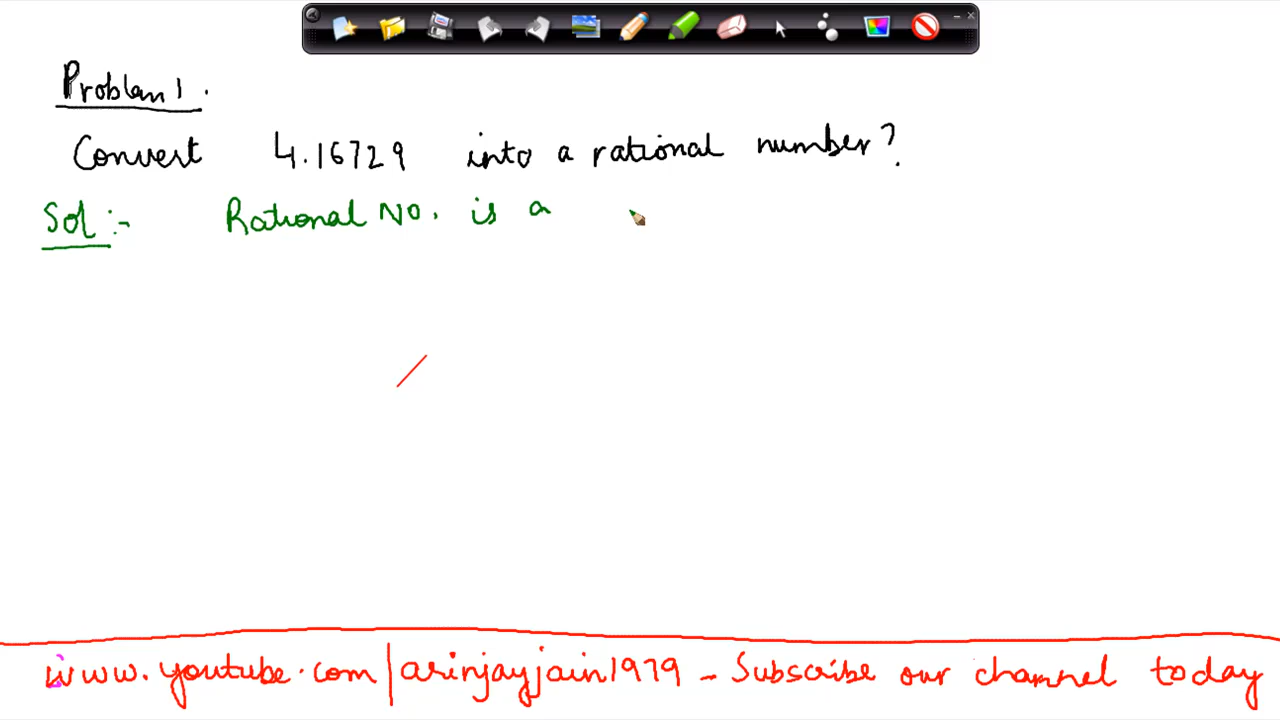 Problem 1.
Convert 4.16729 into a rational number?
Sol :- Rational No. is a
www.youtube.com/arinjayjain1979 - Subscribe our channel today